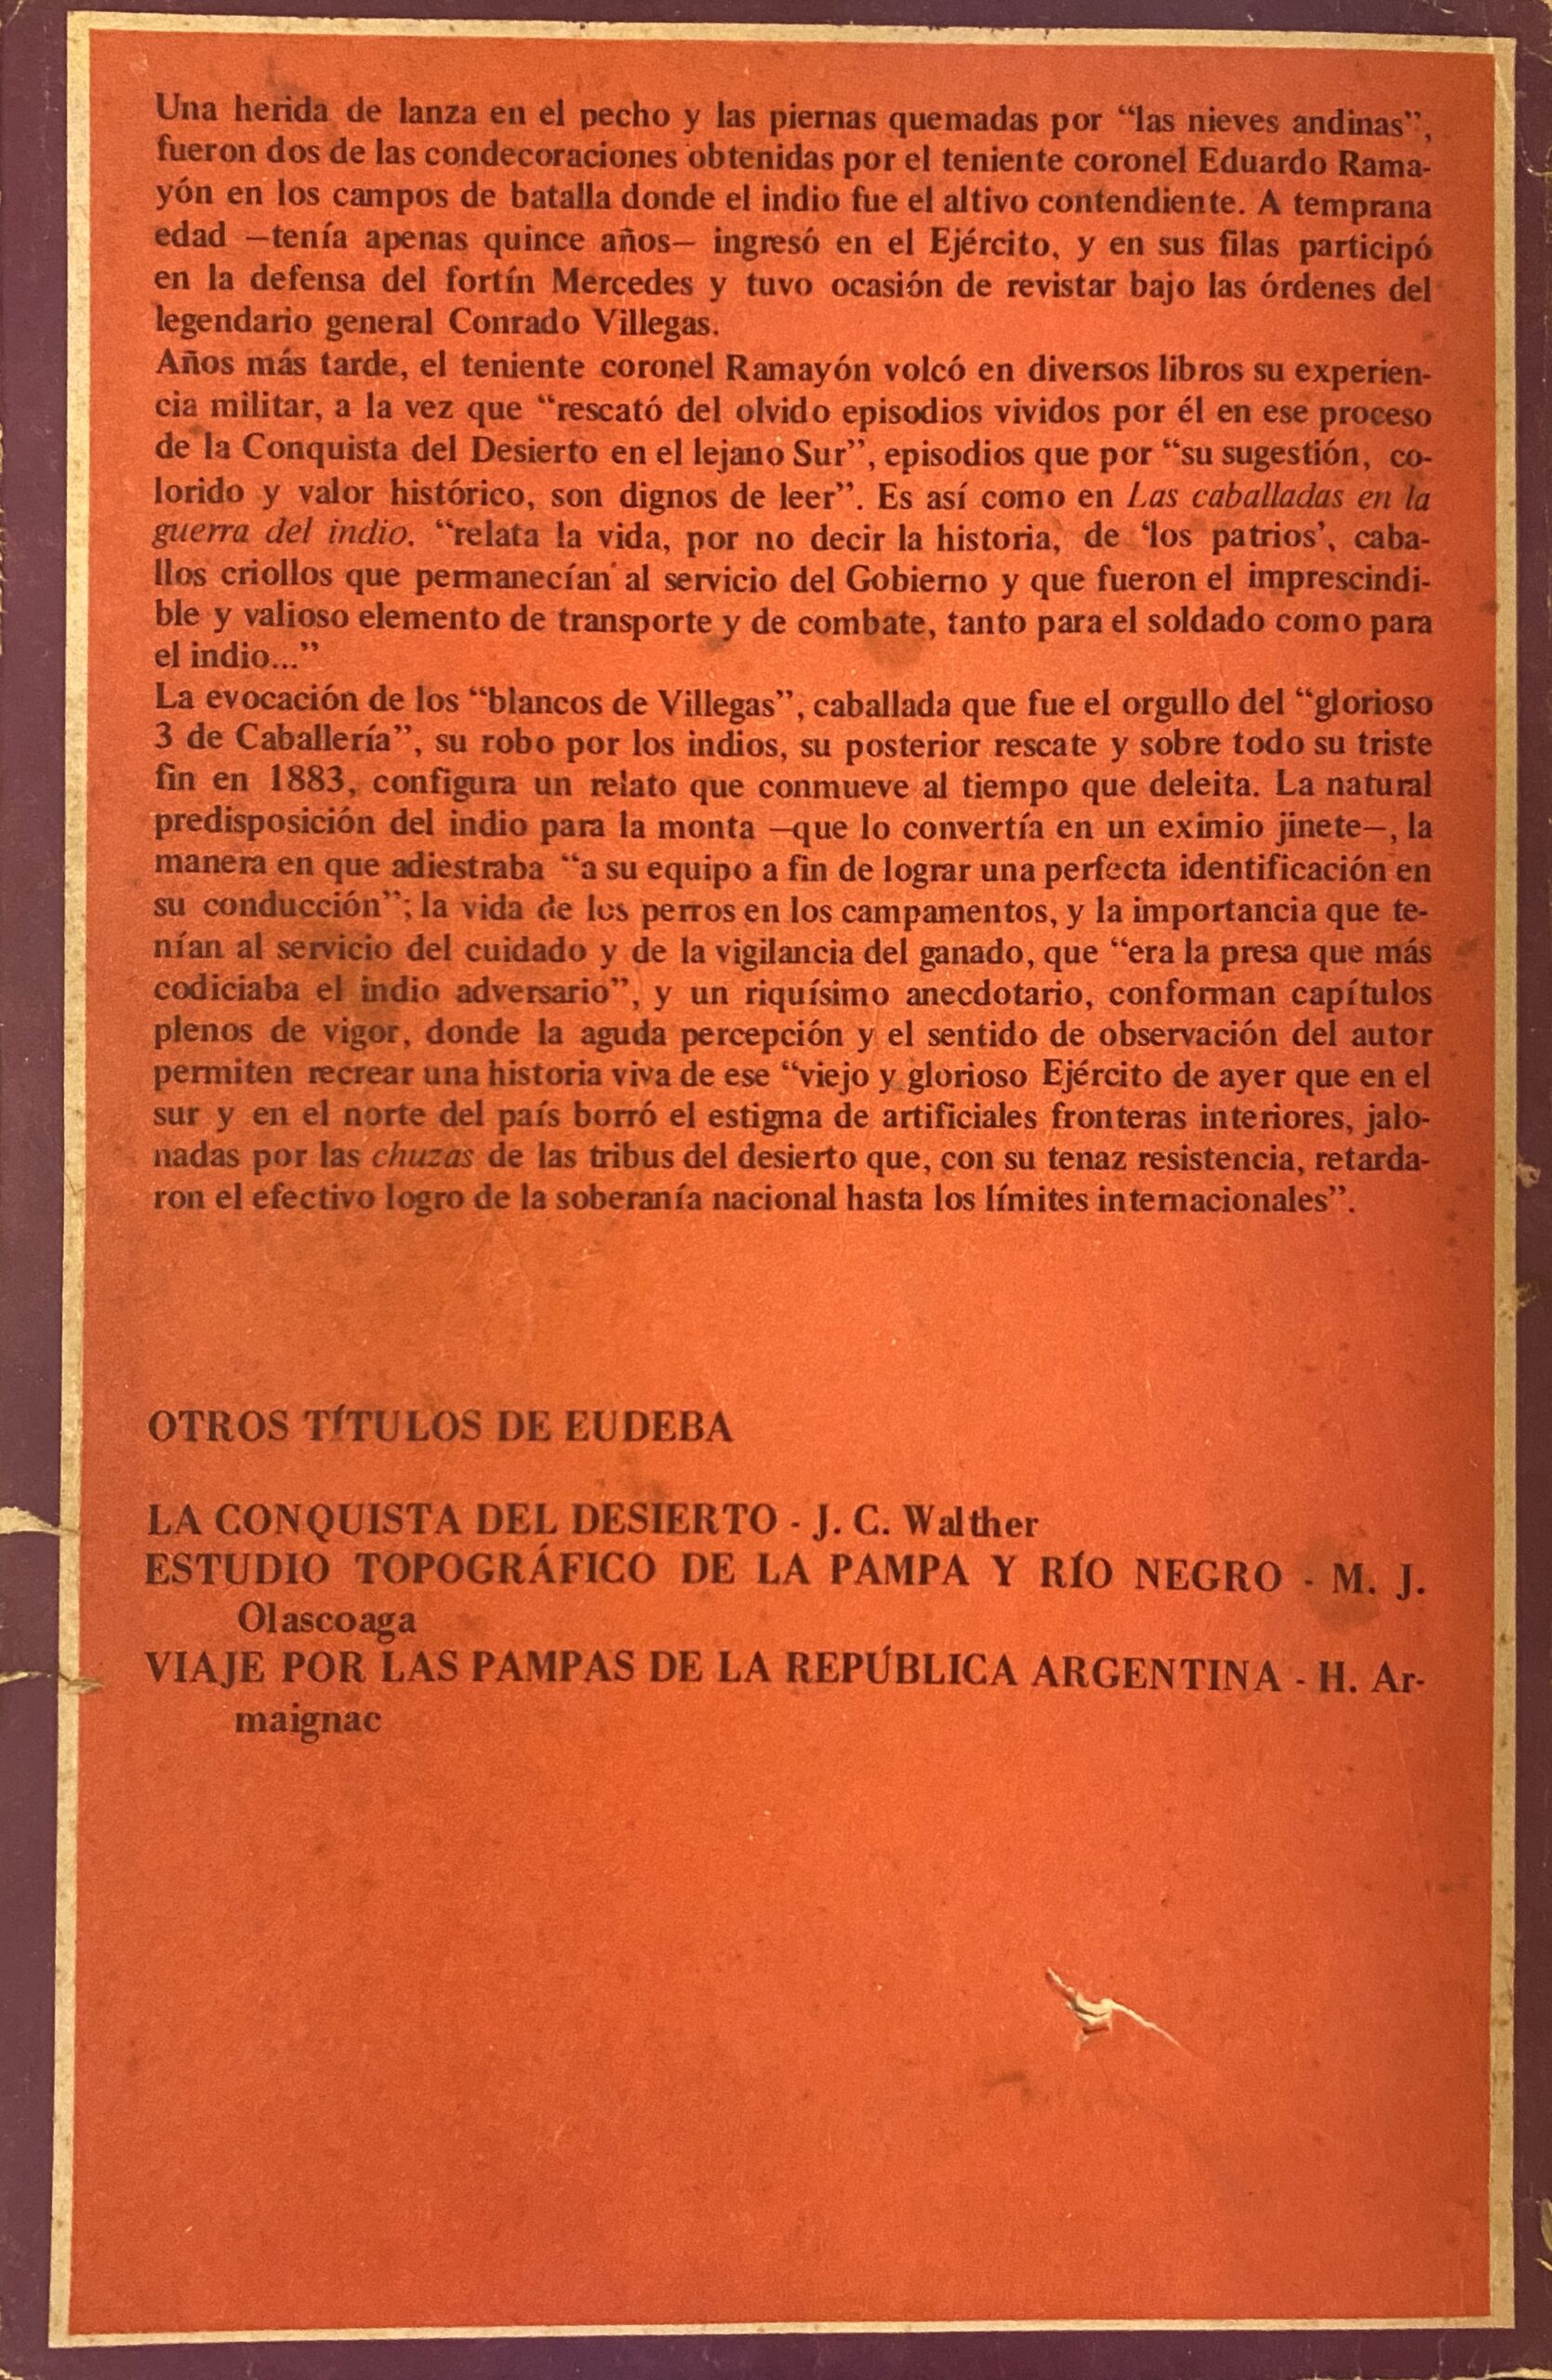 Una herida de lanza en el pecho y las piernas quemadas por “las nieves andinas”,
fueron dos de las condecoraciones obtenidas por el teniente coronel Eduardo Rama-
yón en los campos de batalla donde el indio fue el altivo contendiente. A temprana
edad —tenía apenas quince años— ingresó en el Ejército, y en sus filas participó
en la defensa del fortín Mercedes y tuvo ocasión de revistar bajo las órdenes del
legendario general Conrado Villegas.
Años más tarde, el teniente coronel Ramayón volcó en diversos libros su experien-
cia militar, a la vez que “rescató del olvido episodios vividos por él en ese proceso
de la Conquista del Desierto en el lejano Sur”, episodios que por “su sugestión, co-
lorido y valor histórico, son dignos de leer”. Es así como en Las caballadas en la
guerra del indio. “relata la vida, por no decir la historia, de ‘los patrios’, caba-
llos criollos que permanecían al servicio del Gobierno y que fueron el imprescindi-
ble y valioso elemento de transporte y de combate, tanto para el soldado como para
el indio...”
La evocación de los “blancos de Villegas”, caballada que fue el orgullo del “glorioso
3 de Caballería”, su robo por los indios, su posterior rescate y sobre todo su triste
fin en 1883, configura un relato que conmueve al tiempo que deleita. La natural
predisposición del indio para la monta —que lo convertía en un eximio jinete—, la
manera en que adiestraba “a su equipo a fin de lograr una perfecta identificación en
su conducción”; la vida de los perros en los campamentos, y la importancia que te-
nían al servicio del cuidado y de la vigilancia del ganado, que “era la presa que más
codiciaba el indio adversario”, y un riquísimo anecdotario, conforman capítulos
plenos de vigor, donde la aguda percepción y el sentido de observación del autor
permiten recrear una historia viva de ese “viejo y glorioso Ejército de ayer que en el
sur y en el norte del país borró el estigma de artificiales fronteras interiores, jalo-
nadas por las chuzas de las tribus del desierto que, con su tenaz resistencia, retarda-
ron el efectivo logro de la soberanía nacional hasta los límites internacionales”.
OTROS TÍTULOS DE EUDEBA
LA CONQUISTA DEL DESIERTO - J. C. Walther
ESTUDIO TOPOGRÁFICO DE LA PAMPA Y RÍO NEGRO - M. J.
Olascoaga
VIAJE POR LAS PAMPAS DE LA REPÚBLICA ARGENTINA - H. Ar-
maignac